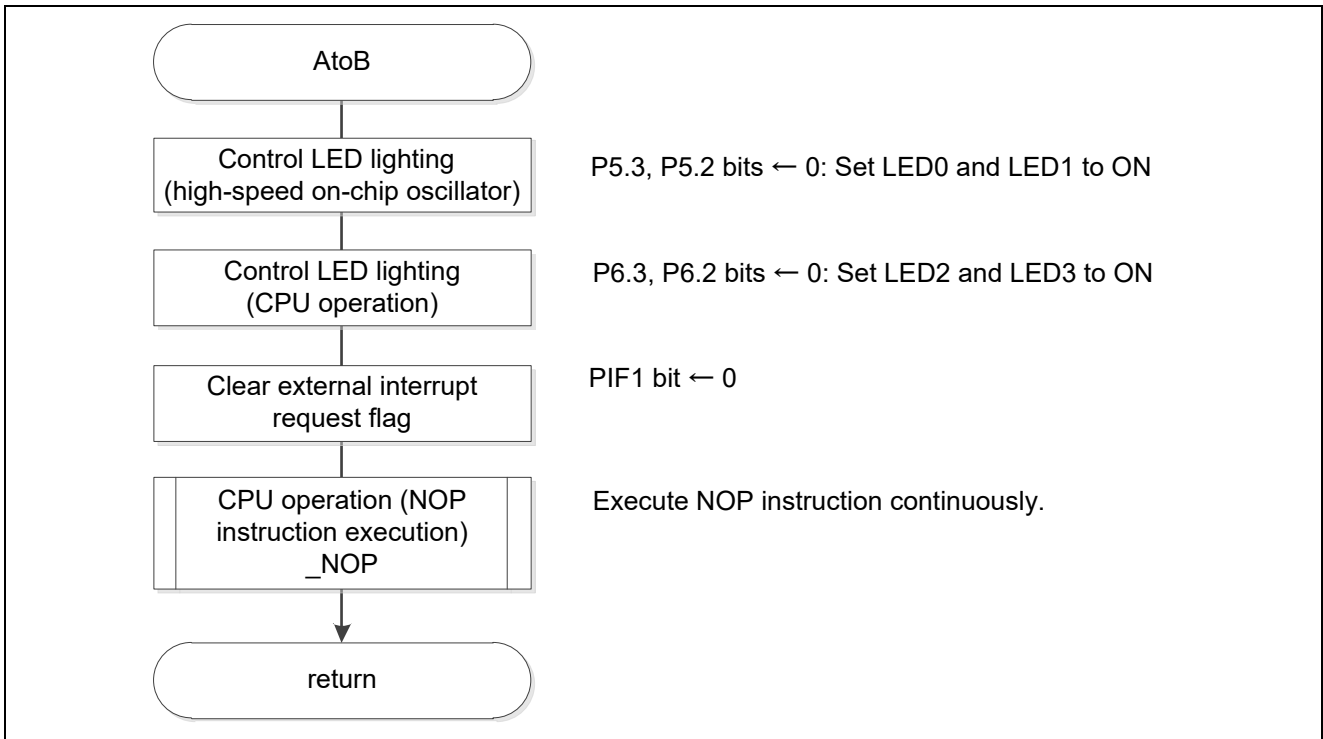 AtoB
Control LED lighting
(high-speed on-chip oscillator)
P5.3, P5.2 bits ← 0: Set LED0 and LED1 to ON
Control LED lighting
(CPU operation)
P6.3, P6.2 bits ← 0: Set LED2 and LED3 to ON
Clear external interrupt
request flag
PIF1 bit ← 0
CPU operation (NOP
instruction execution)
_NOP
Execute NOP instruction continuously.
return